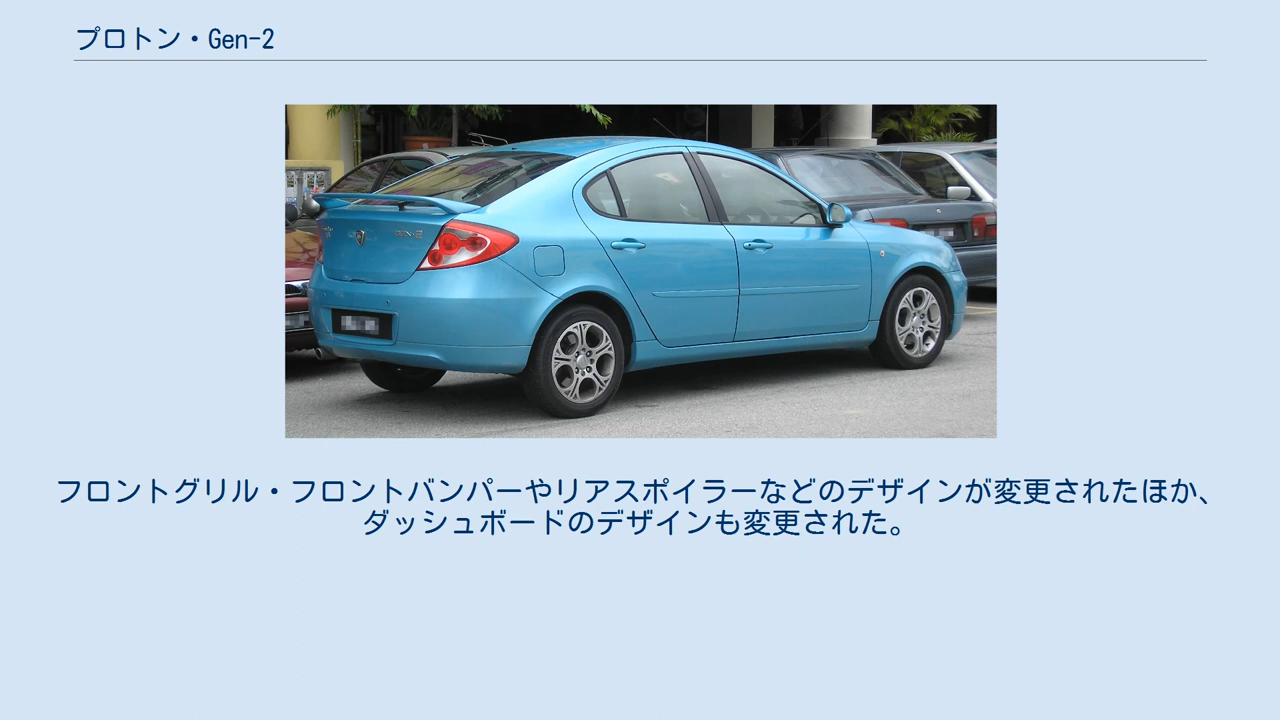 プロトン・Gen-2
GEN・2
フロントグリル・フロントバンパーやリアスポイラーなどのデザインが変更されたほか、
ダッシュボードのデザインも変更された。